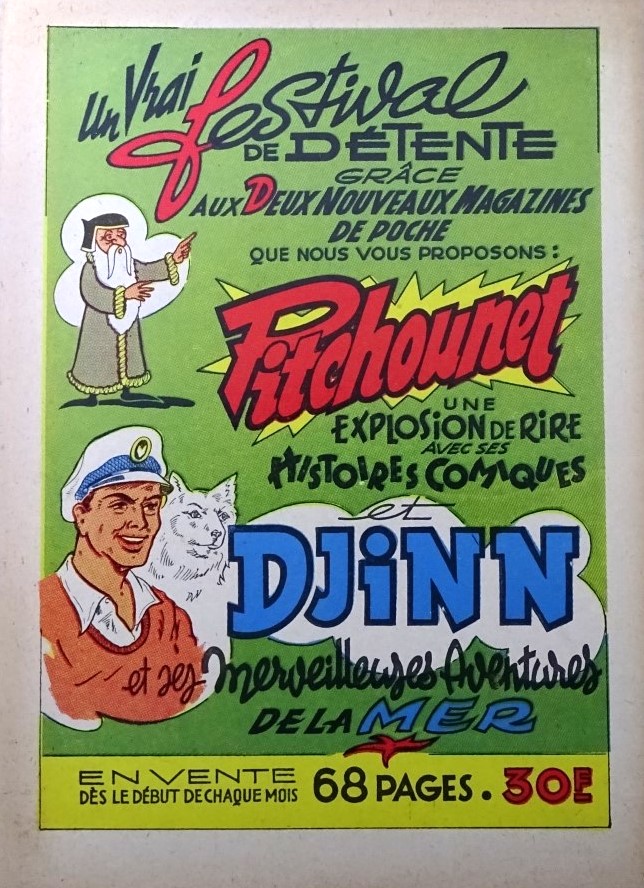 Un Vrai festival
DE DÉTENTE
GRÂCE
AUX DEUX NOUVEAUX MAGAZINES
DE POCHE
QUE NOUS VOUS PROPOSONS :
Pitchounet
UNE
EXPLOSION DE RIRE
AVEC SES
HISTOIRES COMIQUES
et
DJiNN
et ses Merveilleuses Aventures
DE LA MER
EN VENTE
DÈS LE DÉBUT DE CHAQUE MOIS
68 PAGES . 30F